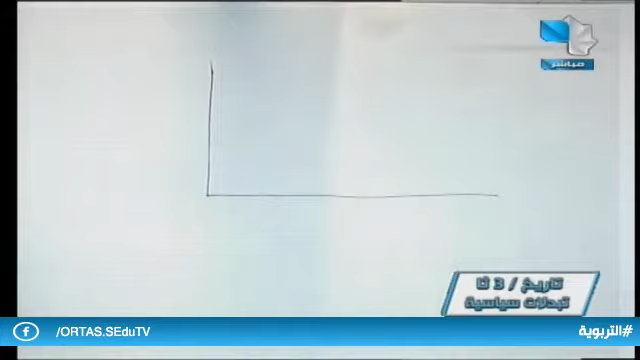 مباشر
تاريخ / 3 ثا
تبدلات سياسية
/ORTAS.SEduTV
#التربوية